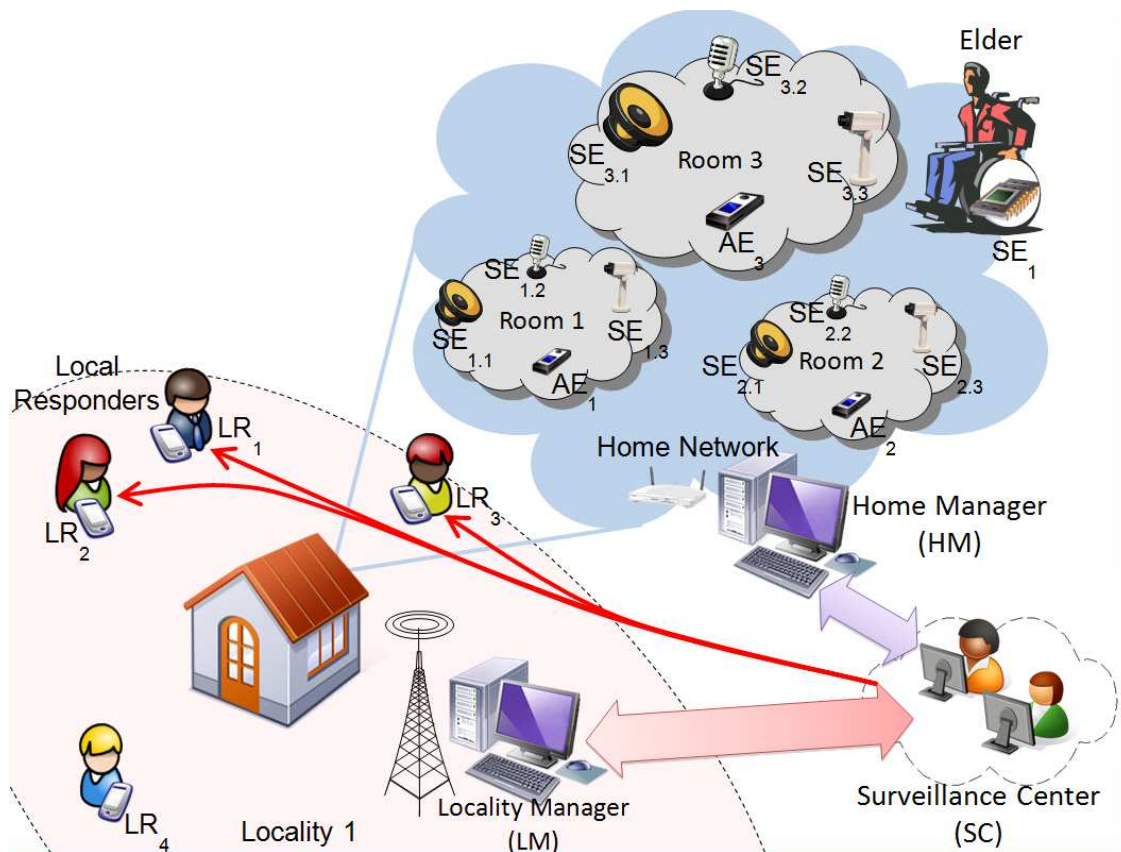 Elder
SE3.2
SE3.1
Room 3
SE3.3
AE3
SE1
SE1.2
Room 1
SE1.1
SE1.3
AE1
SE2.2
Room 2
SE2.1
SE2.3
AE2
Local
Responders
LR1
LR2
LR3
Home Network
Home Manager
(HM)
Locality Manager
(LM)
Surveillance Center
(SC)
LR4
Locality 1